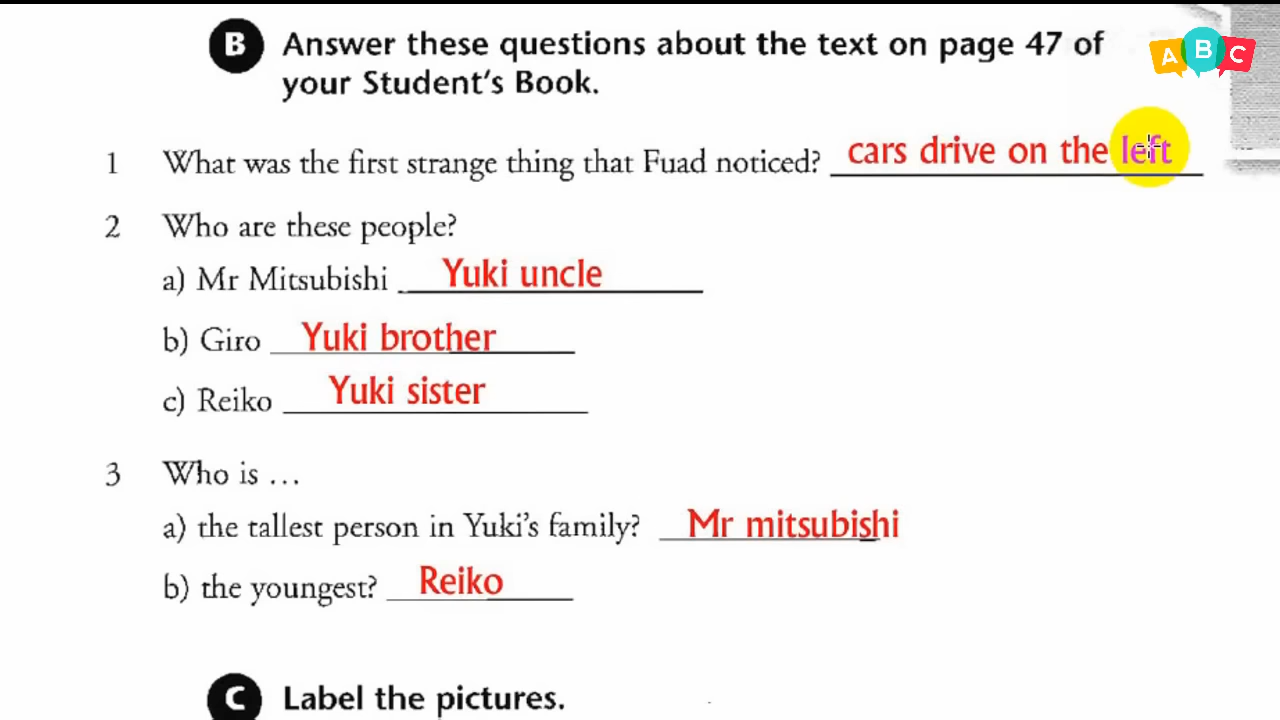 B Answer these questions about the text on page 47 of
your Student's Book.
ABC
1 What was the first strange thing that Fuad noticed? cars drive on the left
2 Who are these people?
a) Mr Mitsubishi Yuki uncle
b) Giro Yuki brother
c) Reiko Yuki sister
3 Who is ...
a) the tallest person in Yuki's family? Mr mitsubishi
b) the youngest? Reiko
C Label the pictures.